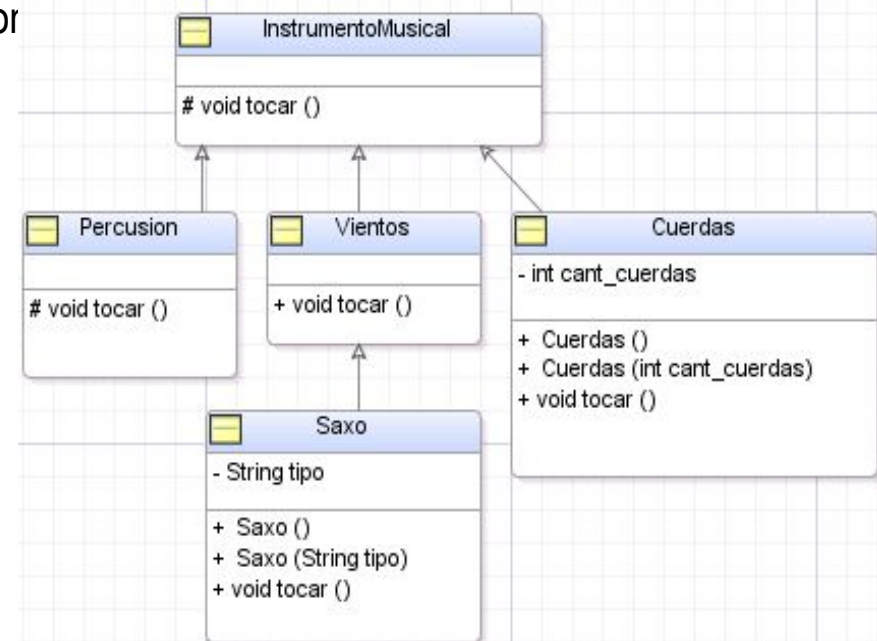 or
InstrumentoMusical
# void tocar ()
Percusion
# void tocar ()
Vientos
+ void tocar ()
Cuerdas
- int cant_cuerdas
+ Cuerdas ()
+ Cuerdas (int cant_cuerdas)
+ void tocar ()
Saxo
- String tipo
+ Saxo ()
+ Saxo (String tipo)
+ void tocar ()